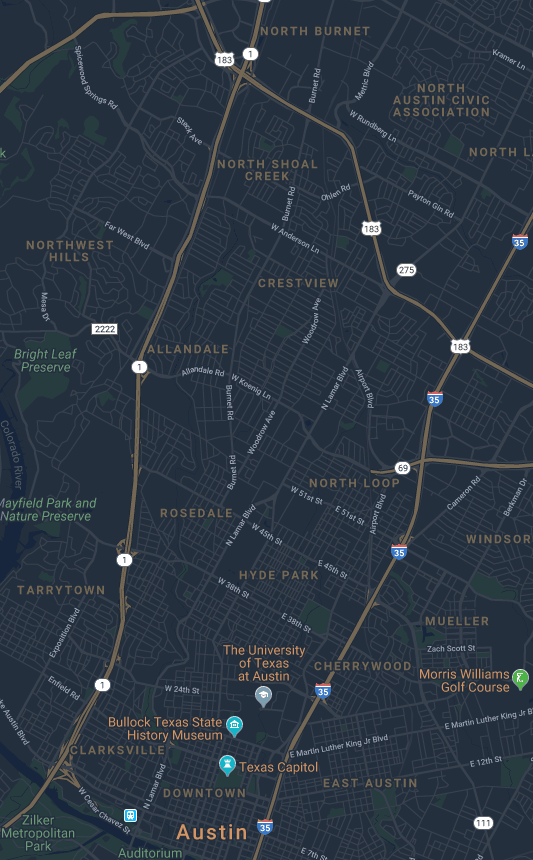 NORTH BURNET
1
183
Kramer Ln
Spicewood Springs Rd
Burnet Rd
Metric Blvd
NORTH
AUSTIN CIVIC
ASSOCIATION
W Rundberg Ln
Steck Ave
NORTH L
NORTH SHOAL
CREEK
Ohlen Rd
Payton Gin Rd
Burnet Rd
183
Far West Blvd
W Anderson Ln
35
NORTHWEST
HILLS
275
CRESTVIEW
Mesa Dr
Woodrow Ave
2222
183
ALLANDALE
Bright Leaf
Preserve
1
Allandale Rd
W Koenig Ln
N Lamar Blvd
Airport Blvd
Burnet Rd
35
Woodrow Ave
Colorado River
Burnet Rd
69
NORTH LOOP
Cameron Rd
Berkman Dr
W 51st St
E 51st St
Mayfield Park and
Nature Preserve
ROSEDALE
N Lamar Blvd
Airport Blvd
W 45th St
WINDSOR
35
1
E 45th St
HYDE PARK
TARRYTOWN
W 38th St
Exposition Blvd
E 38th St
MUELLER
Zach Scott St
The University
of Texas
at Austin
CHERRYWOOD
Morris Williams
Golf Course
Enfield Rd
1
W 24th St
35
ke Austin Blvd
Bullock Texas State
History Museum
E Martin Luther King Jr B
E Martin Luther King Jr Blvd
CLARKSVILLE
E 12th St
Texas Capitol
N Lamar Blvd
EAST AUSTIN
DOWNTOWN
W Cesar Chavez St
Zilker
Metropolitan
Park
Austin
35
111
Auditorium
E 7th St